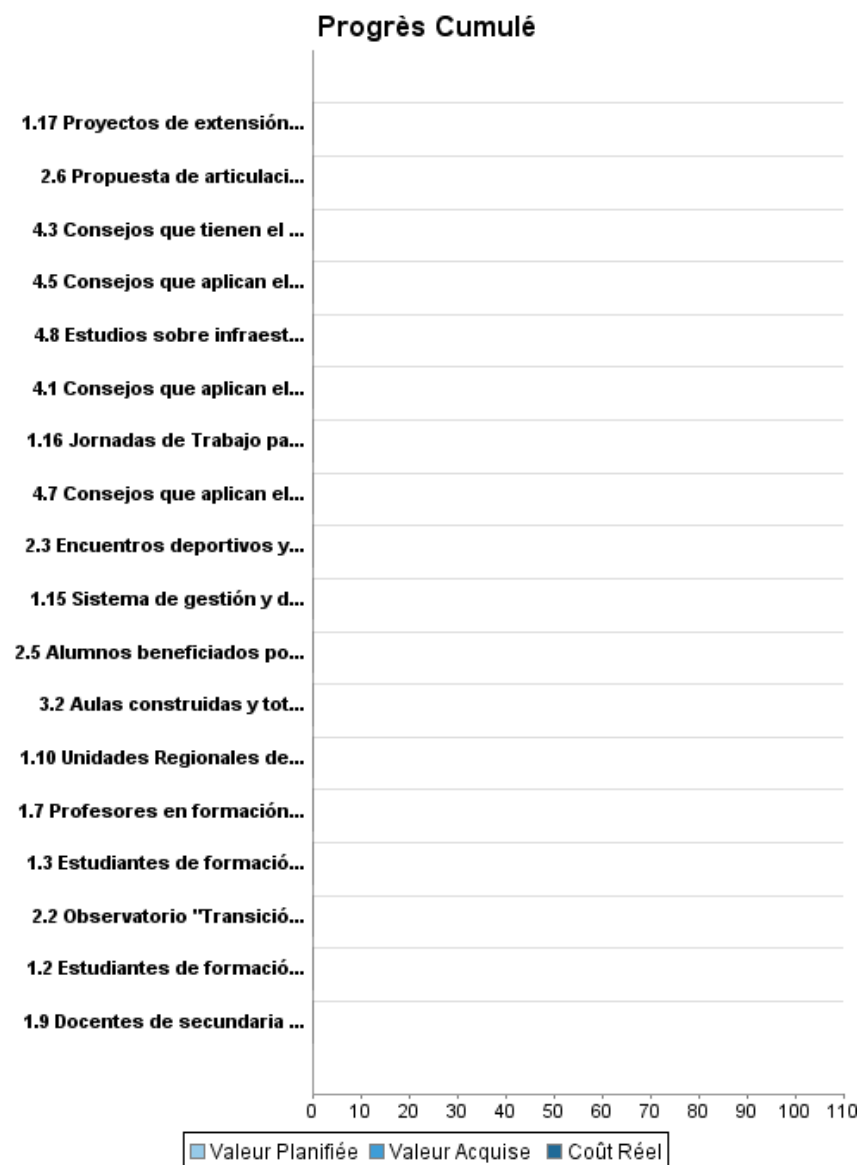 Progrès Cumulé
1.17 Proyectos de extensión...
2.6 Propuesta de articulaci...
4.3 Consejos que tienen el ...
4.5 Consejos que aplican el...
4.8 Estudios sobre infraest...
4.1 Consejos que aplican el...
1.16 Jornadas de Trabajo pa...
4.7 Consejos que aplican el...
2.3 Encuentros deportivos y...
1.15 Sistema de gestión y d...
2.5 Alumnos beneficiados po...
3.2 Aulas construidas y tot...
1.10 Unidades Regionales de...
1.7 Profesores en formación...
1.3 Estudiantes de formació...
2.2 Observatorio "Transició...
1.2 Estudiantes de formació...
1.9 Docentes de secundaria ...
0 10 20 30 40 50 60 70 80 90 100 110
Valeur Planifiée Valeur Acquise Coût Réel